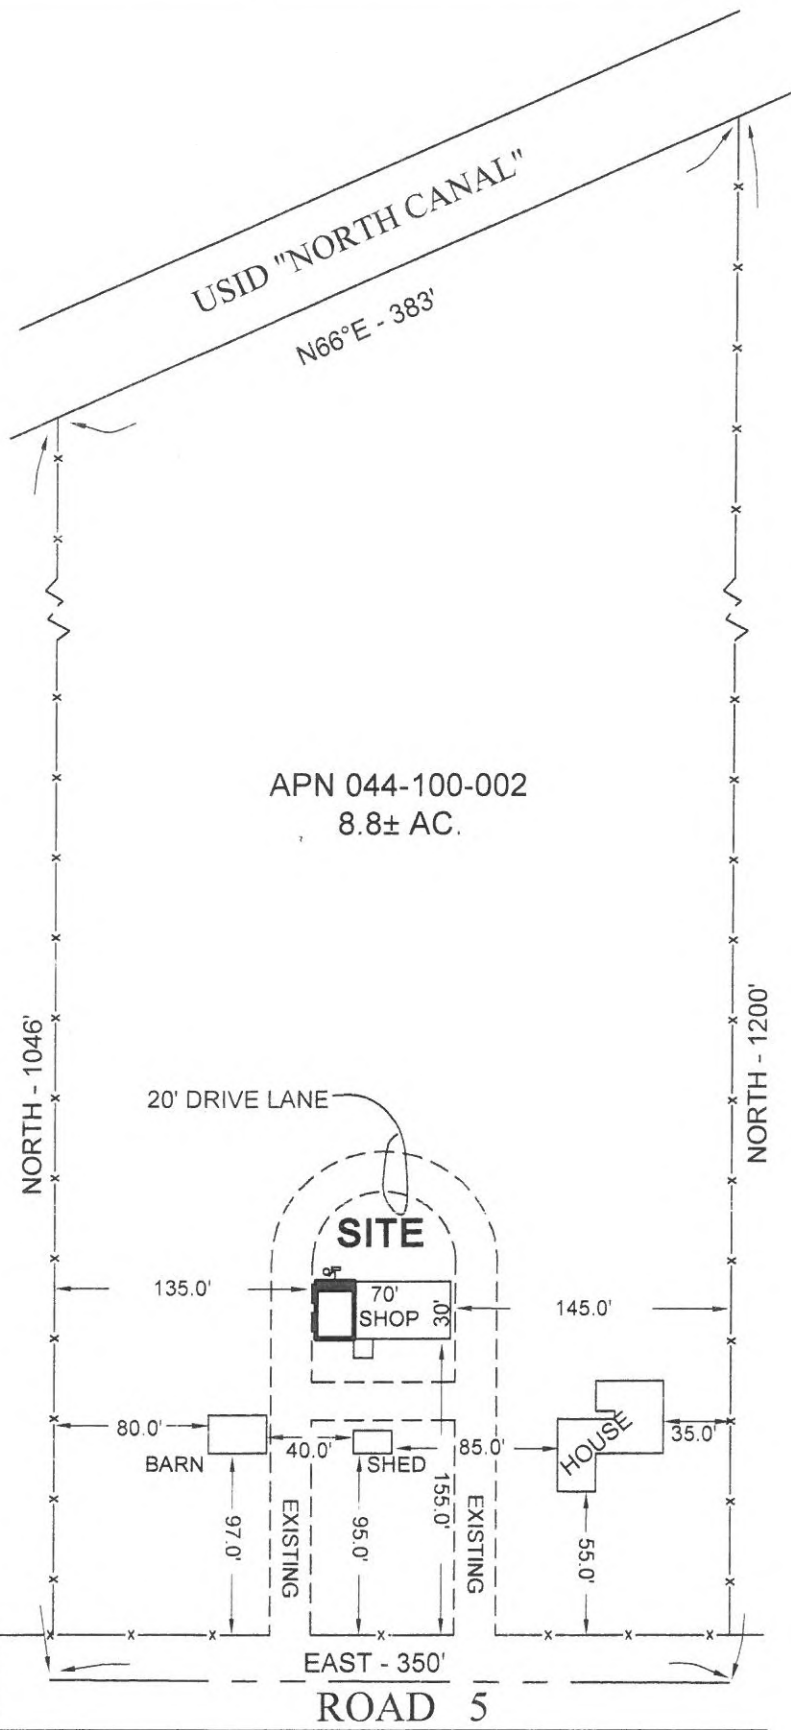 USID "NORTH CANAL"
N66°E - 383'
APN 044-100-002
8.8± AC.
NORTH - 1046'
NORTH - 1200'
20' DRIVE LANE
SITE
135.0'
70'
SHOP
30'
145.0'
80.0'
BARN
40.0'
SHED
85.0'
HOUSE
35.0'
97.0'
EXISTING
95.0'
155.0'
EXISTING
55.0'
EAST - 350'
ROAD 5